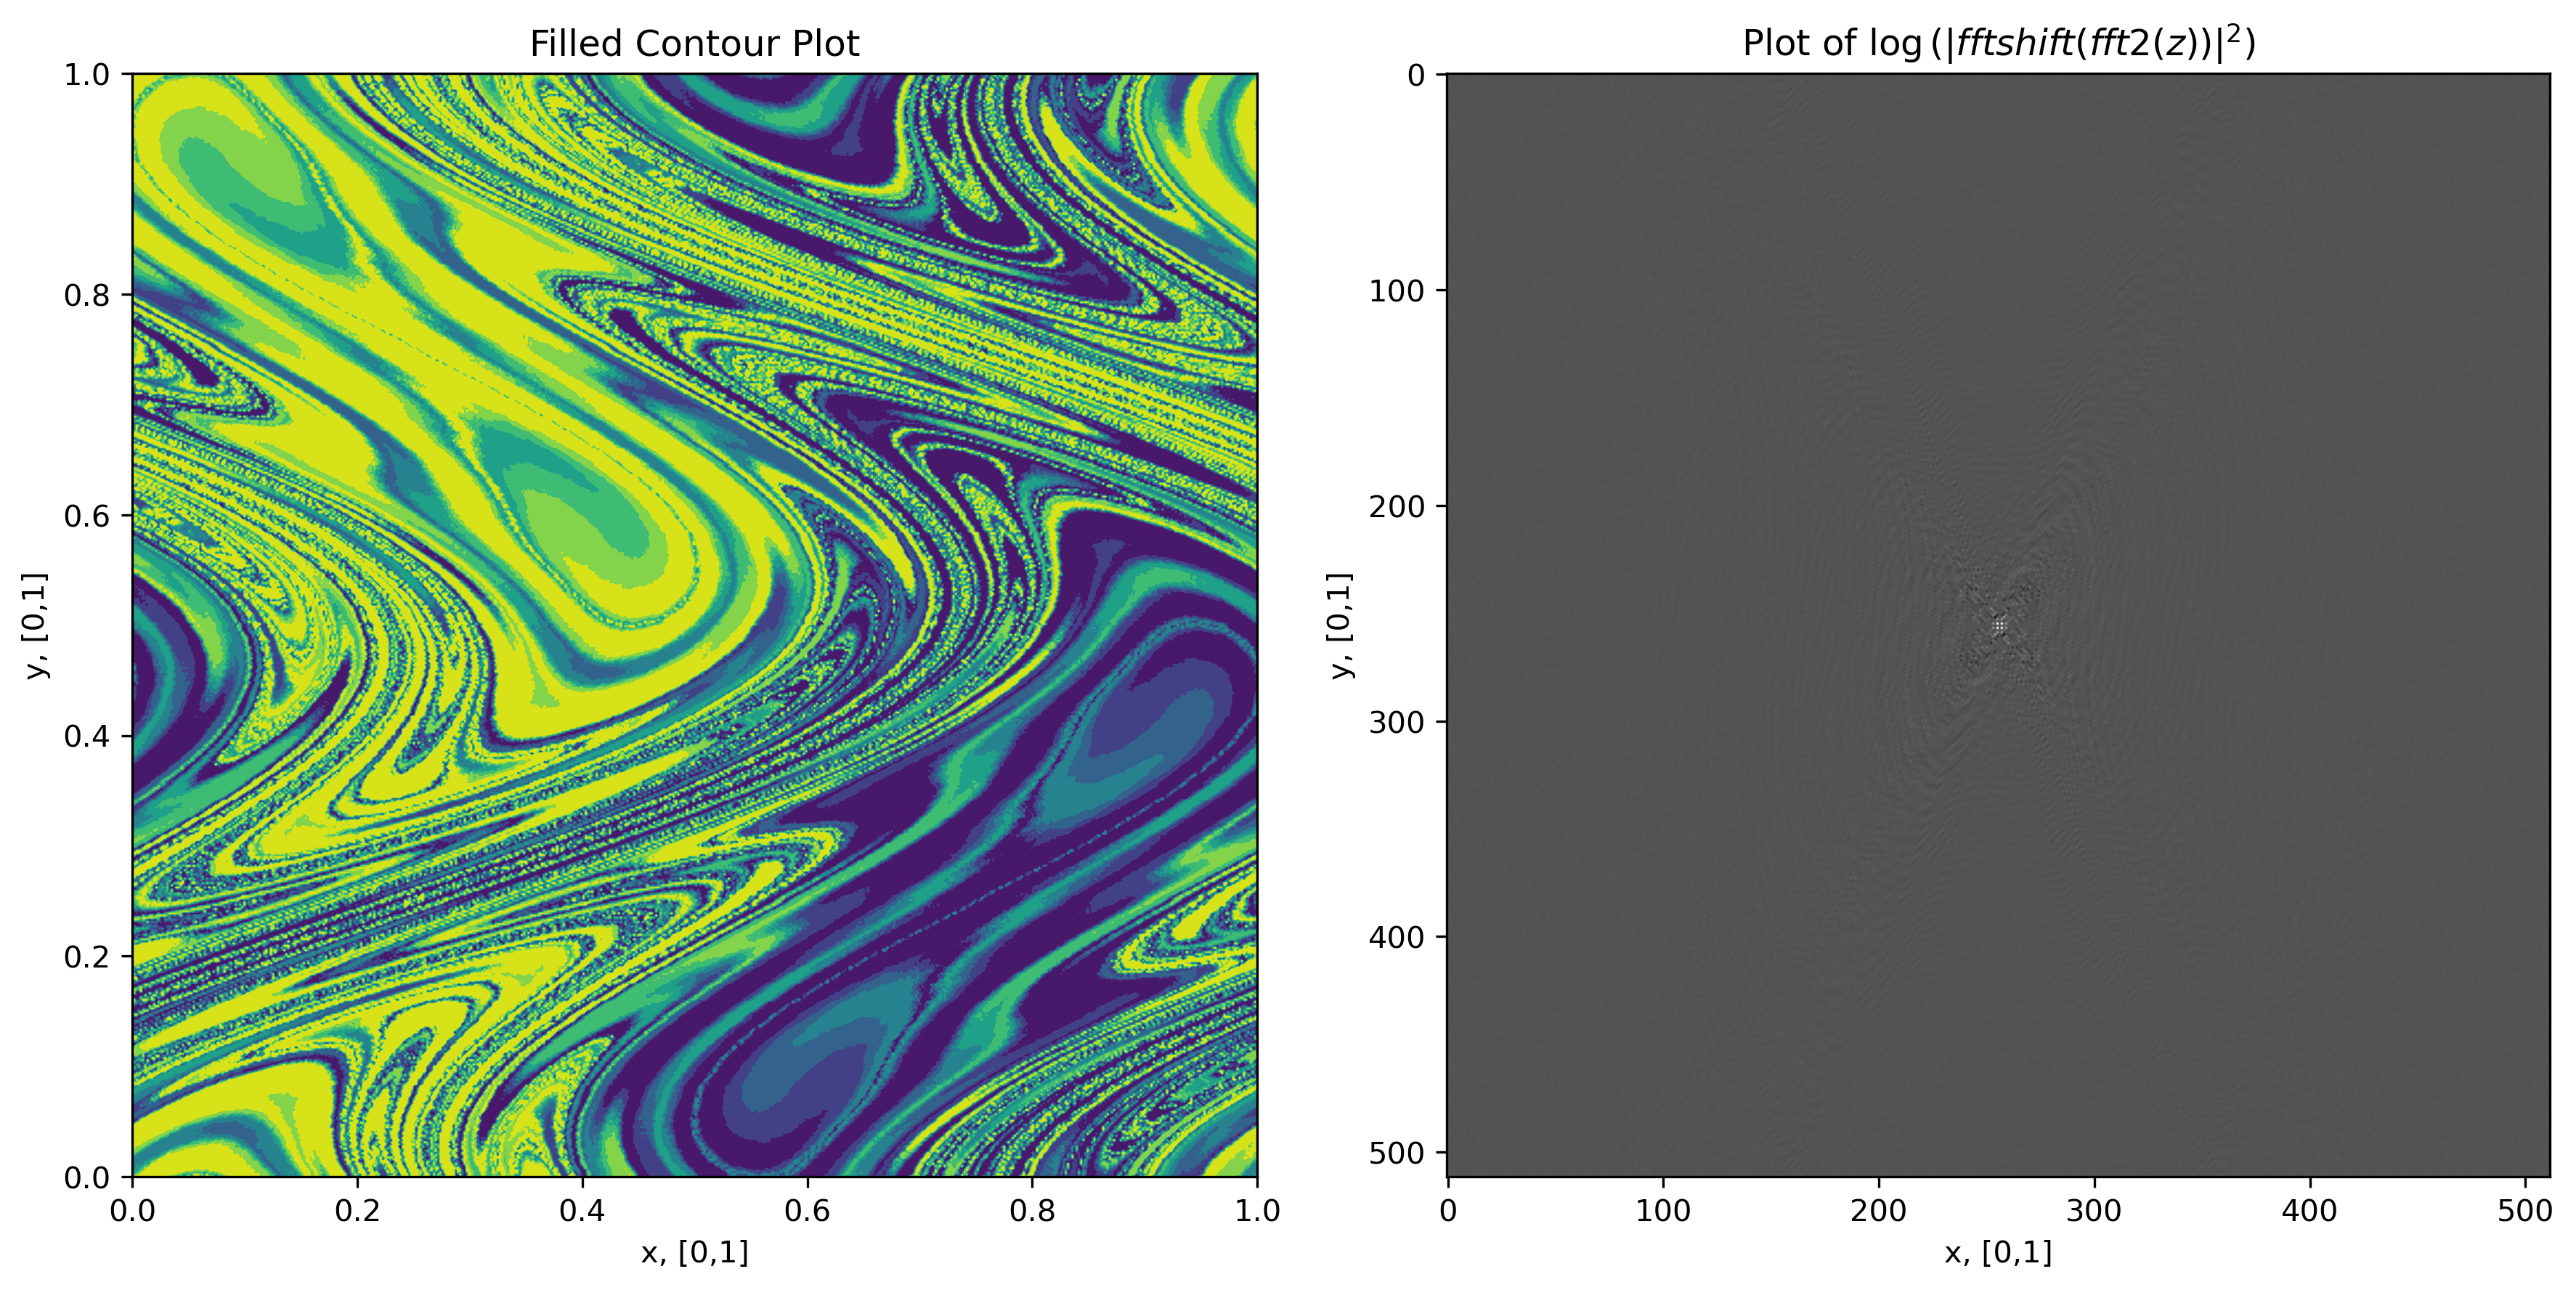 Filled Contour Plot
1.0
0.8
0.6
0.4
0.2
0.0
y, [0,1]
0.0 0.2 0.4 0.6 0.8 1.0
x, [0,1]
Plot of log (|fftshift(fft2(z))|²)
0
100
200
300
400
500
y, [0,1]
0 100 200 300 400 500
x, [0,1]